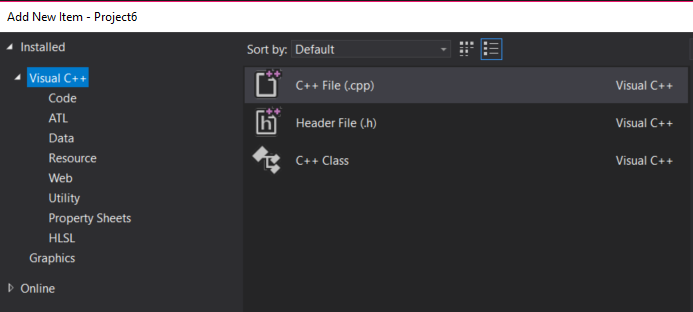 Add New Item - Project6
Installed
Visual C++
Code
ATL
Data
Resource
Web
Utility
Property Sheets
HLSL
Graphics
Online
Sort by: Default
C++ File (.cpp) Visual C++
Header File (.h) Visual C++
C++ Class Visual C++